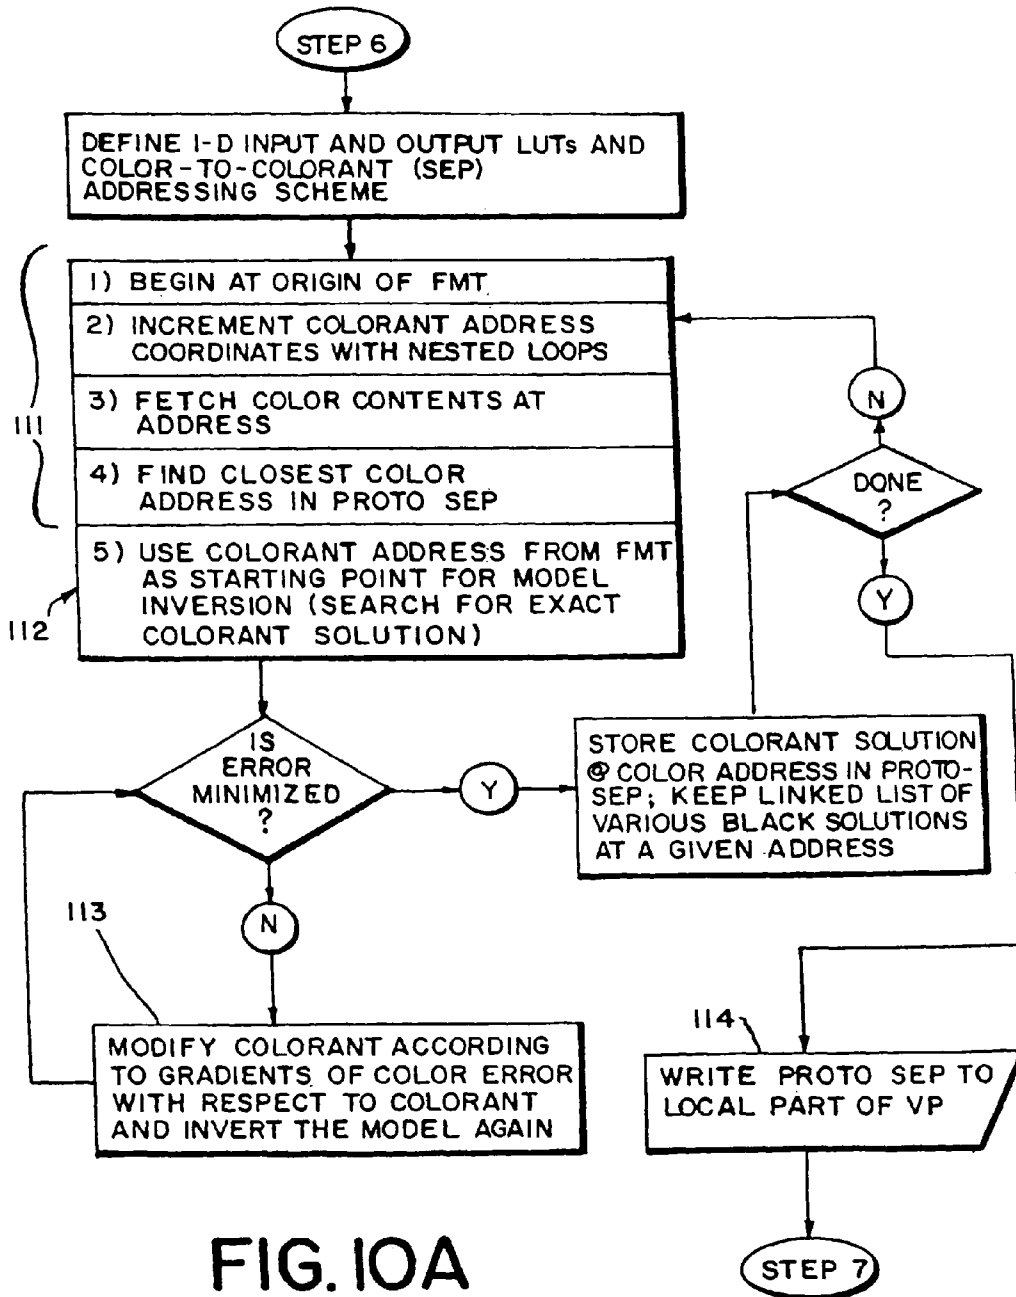 STEP 6
DEFINE 1-D INPUT AND OUTPUT LUTs AND
COLOR-TO-COLORANT (SEP)
ADDRESSING SCHEME
1) BEGIN AT ORIGIN OF FMT
2) INCREMENT COLORANT ADDRESS
COORDINATES WITH NESTED LOOPS
3) FETCH COLOR CONTENTS AT
ADDRESS
4) FIND CLOSEST COLOR
ADDRESS IN PROTO SEP
5) USE COLORANT ADDRESS FROM FMT
AS STARTING POINT FOR MODEL
INVERSION (SEARCH FOR EXACT
COLORANT SOLUTION)
111
112
N
DONE
?
Y
IS
ERROR
MINIMIZED
?
Y
STORE COLORANT SOLUTION
@ COLOR ADDRESS IN PROTO-
SEP; KEEP LINKED LIST OF
VARIOUS BLACK SOLUTIONS
AT A GIVEN ADDRESS
N
113
MODIFY COLORANT ACCORDING
TO GRADIENTS OF COLOR ERROR
WITH RESPECT TO COLORANT
AND INVERT THE MODEL AGAIN
114
WRITE PROTO SEP TO
LOCAL PART OF VP
STEP 7
FIG. 10A